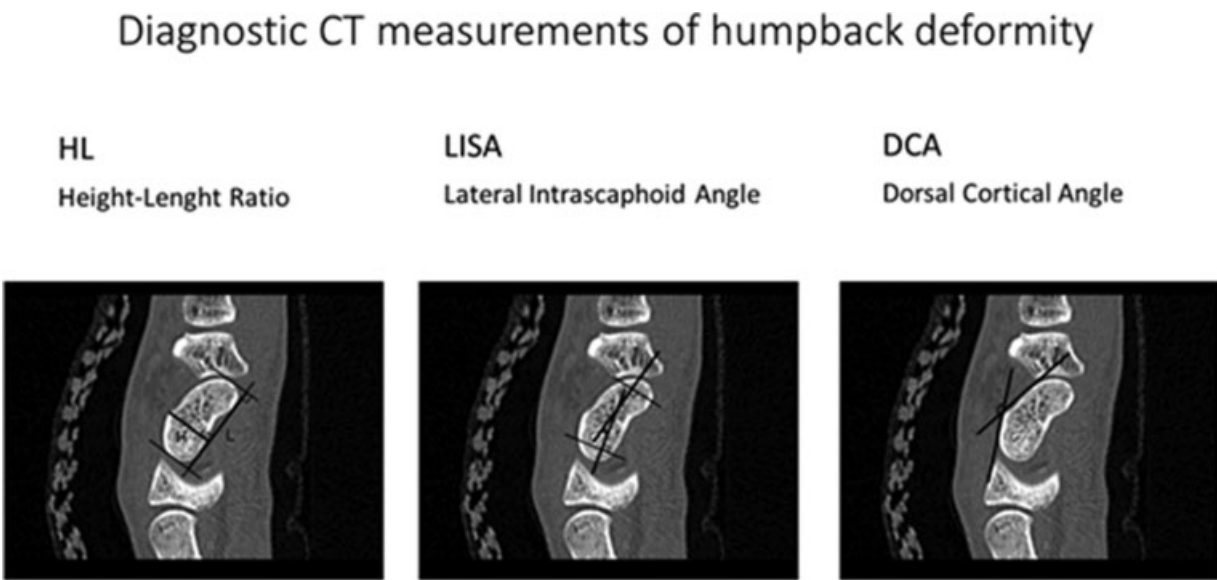 Diagnostic CT measurements of humpback deformity
HL
Height-Lenght Ratio
LISA
Lateral Intrascaphoid Angle
DCA
Dorsal Cortical Angle
H
L